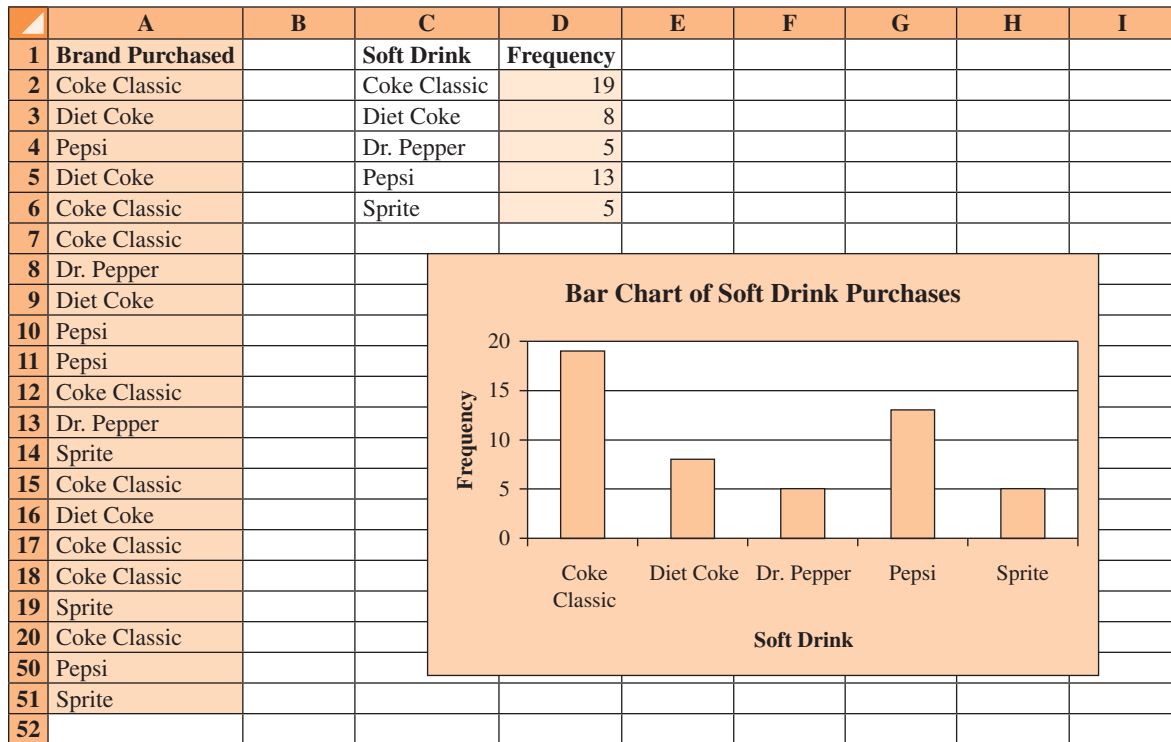 A B C D E F G H I
1 Brand Purchased Soft Drink Frequency
2 Coke Classic Coke Classic 19
3 Diet Coke Diet Coke 8
4 Pepsi Dr. Pepper 5
5 Diet Coke Pepsi 13
6 Coke Classic Sprite 5
7 Coke Classic
8 Dr. Pepper
9 Diet Coke
10 Pepsi
11 Pepsi
12 Coke Classic
13 Dr. Pepper
14 Sprite
15 Coke Classic
16 Diet Coke
17 Coke Classic
18 Coke Classic
19 Sprite
20 Coke Classic
50 Pepsi
51 Sprite
52
Bar Chart of Soft Drink Purchases
Frequency
20
15
10
5
0
Coke Diet Coke Dr. Pepper Pepsi Sprite
Classic
Soft Drink